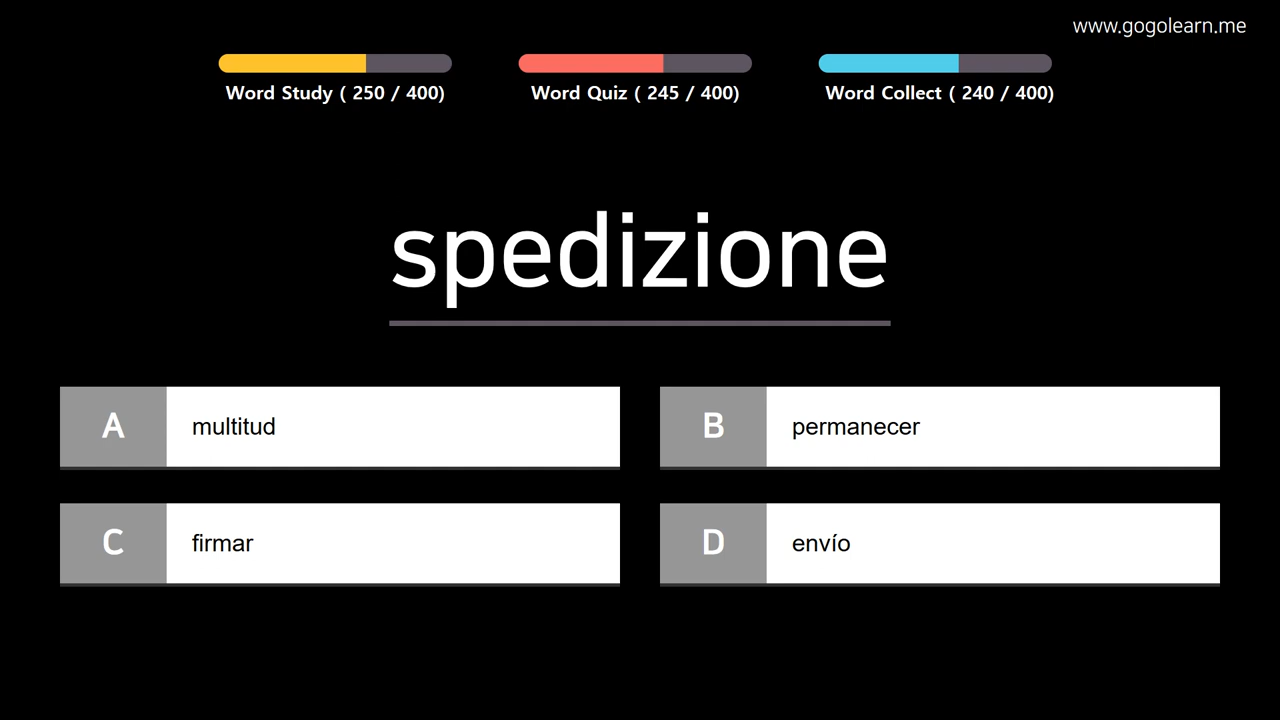 www.gogolearn.me
Word Study ( 250 / 400)
Word Quiz ( 245 / 400)
Word Collect ( 240 / 400)
spedizione
A multitud
B permanecer
C firmar
D envío